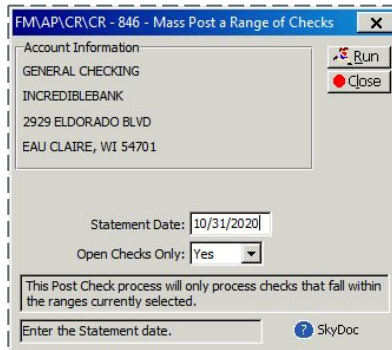 FM\AP\CR\CR - 846 - Mass Post a Range of Checks
Account Information
GENERAL CHECKING
INCREDIBLEBANK
2929 ELDORADO BLVD
EAU CLAIRE, WI 54701
Run
Close
Statement Date: 10/31/2020
Open Checks Only: Yes
This Post Check process will only process checks that fall within
the ranges currently selected.
Enter the Statement date.
SkyDoc